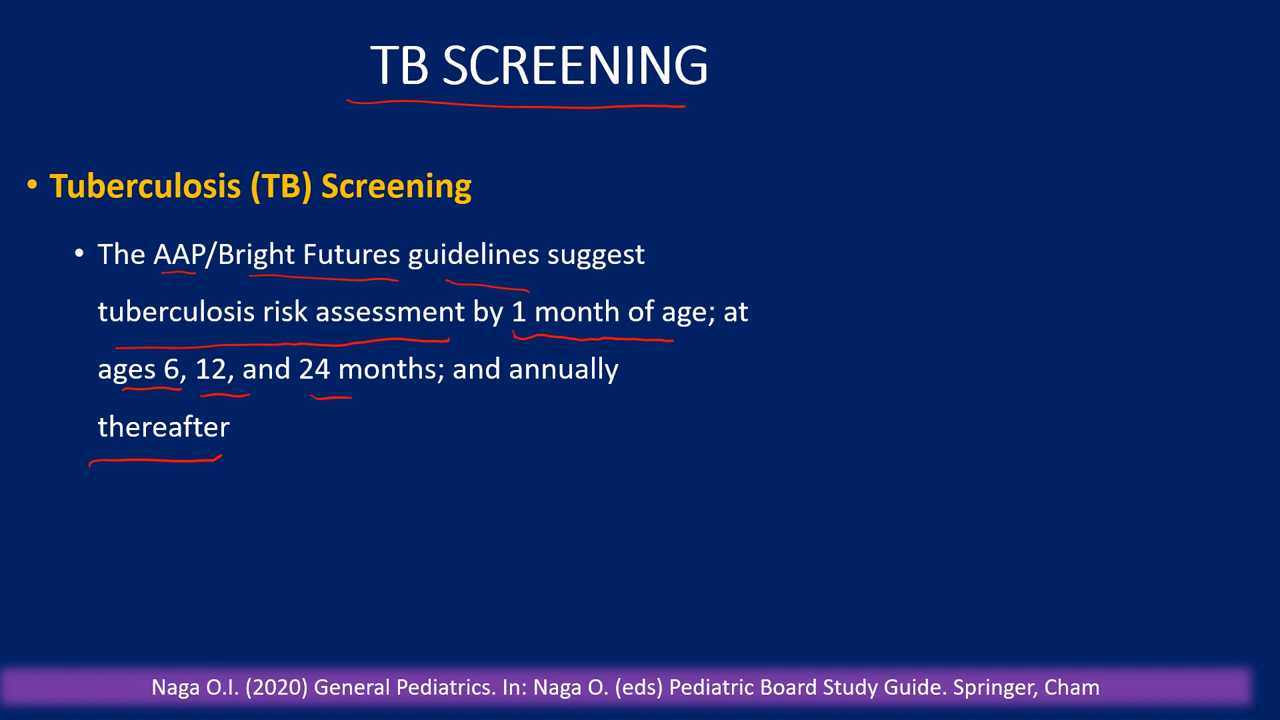 TB SCREENING
• Tuberculosis (TB) Screening
• The AAP/Bright Futures guidelines suggest
tuberculosis risk assessment by 1 month of age; at
ages 6, 12, and 24 months; and annually
thereafter
Naga O.I. (2020) General Pediatrics. In: Naga O. (eds) Pediatric Board Study Guide. Springer, Cham